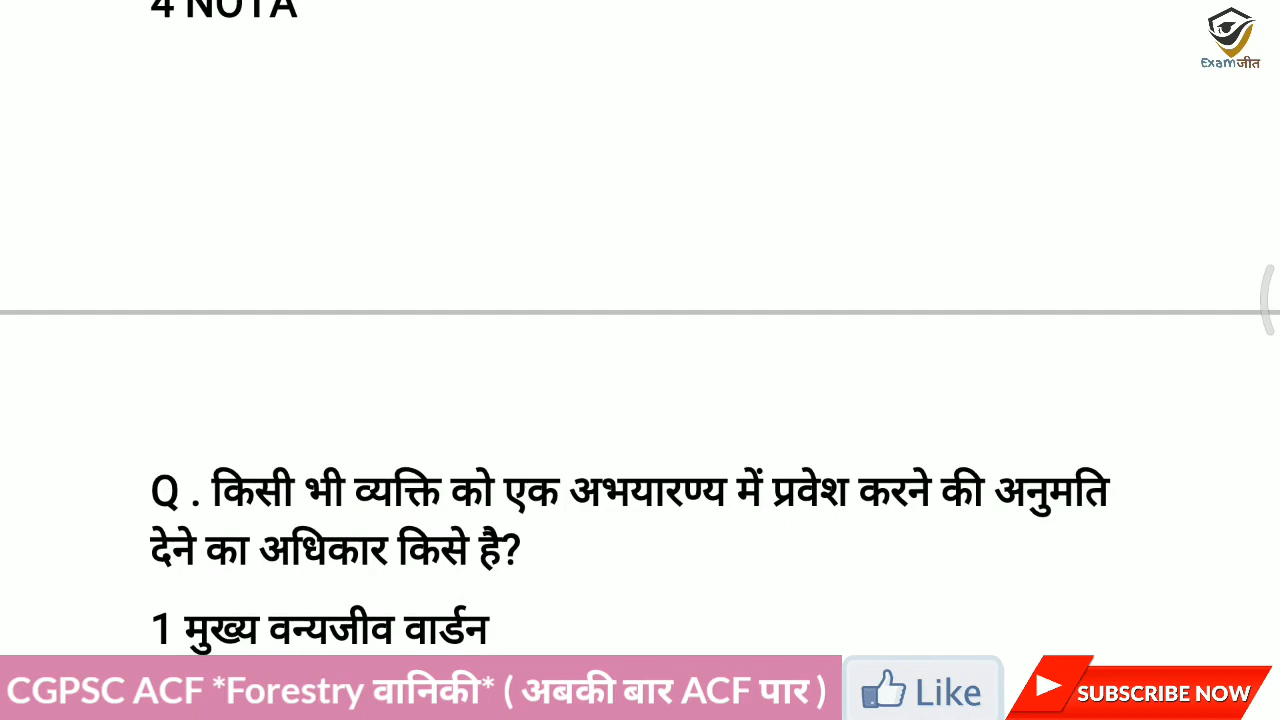 4 NOTA
Examजीत
Q . किसी भी व्यक्ति को एक अभयारण्य में प्रवेश करने की अनुमति
देने का अधिकार किसे है?
1 मुख्य वन्यजीव वार्डन
CGPSC ACF *Forestry वानिकी* ( अबकी बार ACF पार )
Like
SUBSCRIBE NOW